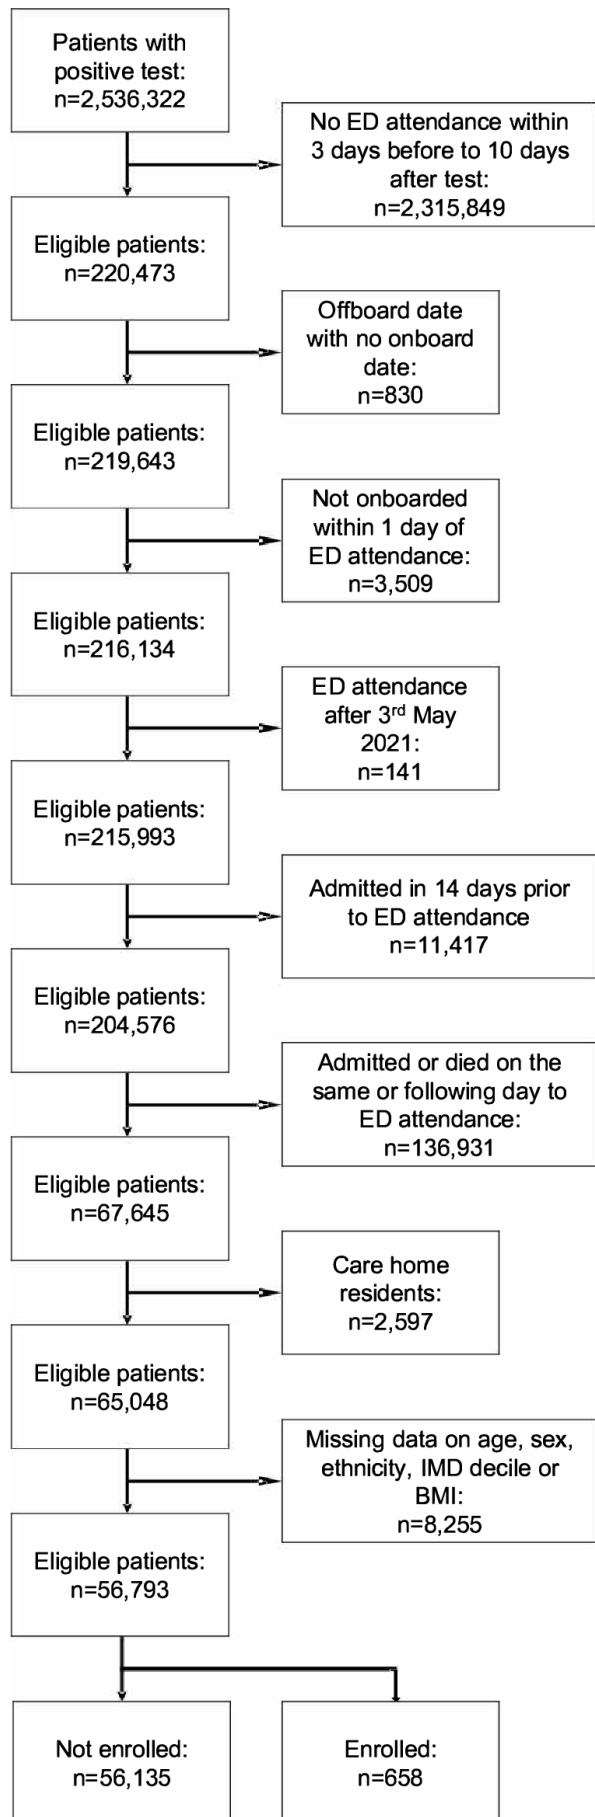 Patients with
positive test:
n=2,536,322
No ED attendance within
3 days before to 10 days
after test:
n=2,315,849
Eligible patients:
n=220,473
Offboard date
with no onboard
date:
n=830
Eligible patients:
n=219,643
Not onboarded
within 1 day of
ED attendance:
n=3,509
Eligible patients:
n=216,134
ED attendance
after 3rd May
2021:
n=141
Eligible patients:
n=215,993
Admitted in 14 days prior
to ED attendance
n=11,417
Eligible patients:
n=204,576
Admitted or died on the
same or following day to
ED attendance:
n=136,931
Eligible patients:
n=67,645
Care home
residents:
n=2,597
Eligible patients:
n=65,048
Missing data on age, sex,
ethnicity, IMD decile or
BMI:
n=8,255
Eligible patients:
n=56,793
Not enrolled:
n=56,135
Enrolled:
n=658